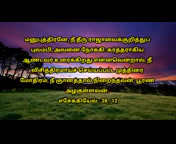 மனுபுத்திரனே, நீ தீரு ராஜாவைக்குறித்துப்
புலம்பி, அவனை நோக்கி: கர்த்தராகிய
ஆண்டவர் உரைக்கிறது என்னவென்றால், நீ
விசித்திரமாய்ச் செய்யப்பட்ட முத்திரை
மோதிரம்; நீ ஞானத்தால் நிறைந்தவன்; பூரண
அழகுள்ளவன்.
எசேக்கியேல் : 28 : 12